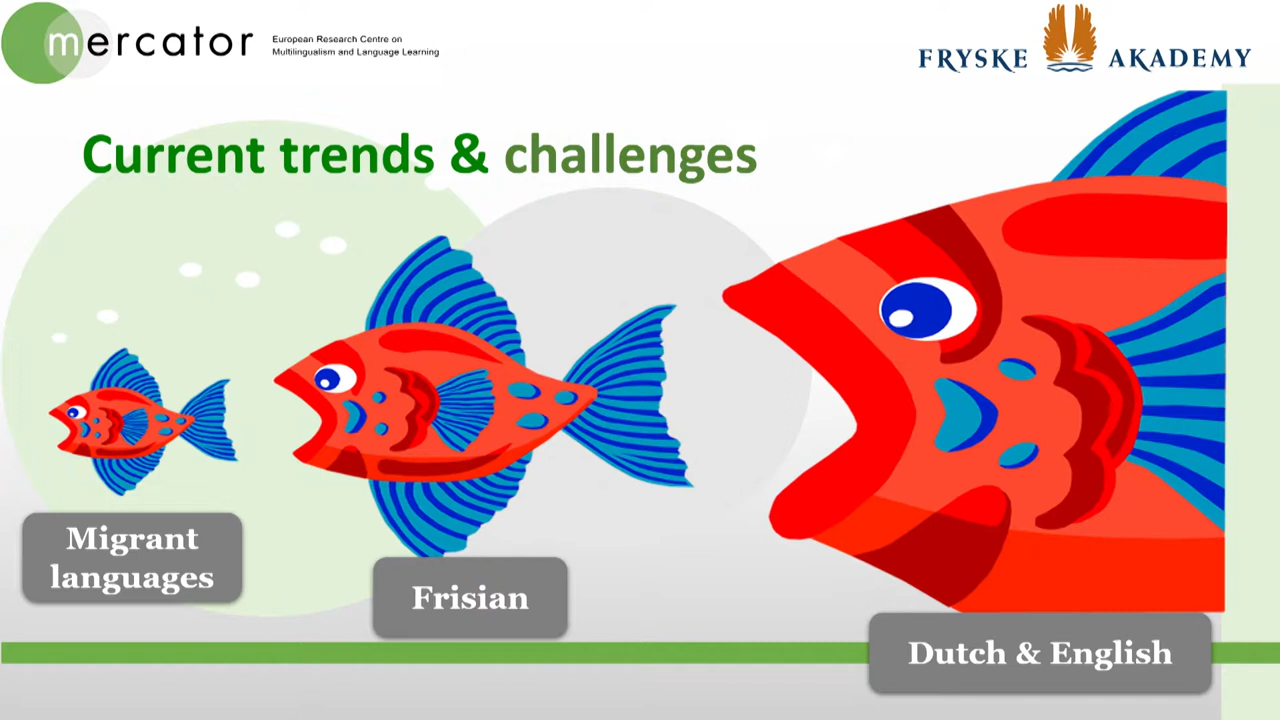 mercator
European Research Centre on
Multilingualism and Language Learning
FRYSKE AKADEMY
Current trends & challenges
Migrant
languages
Frisian
Dutch & English